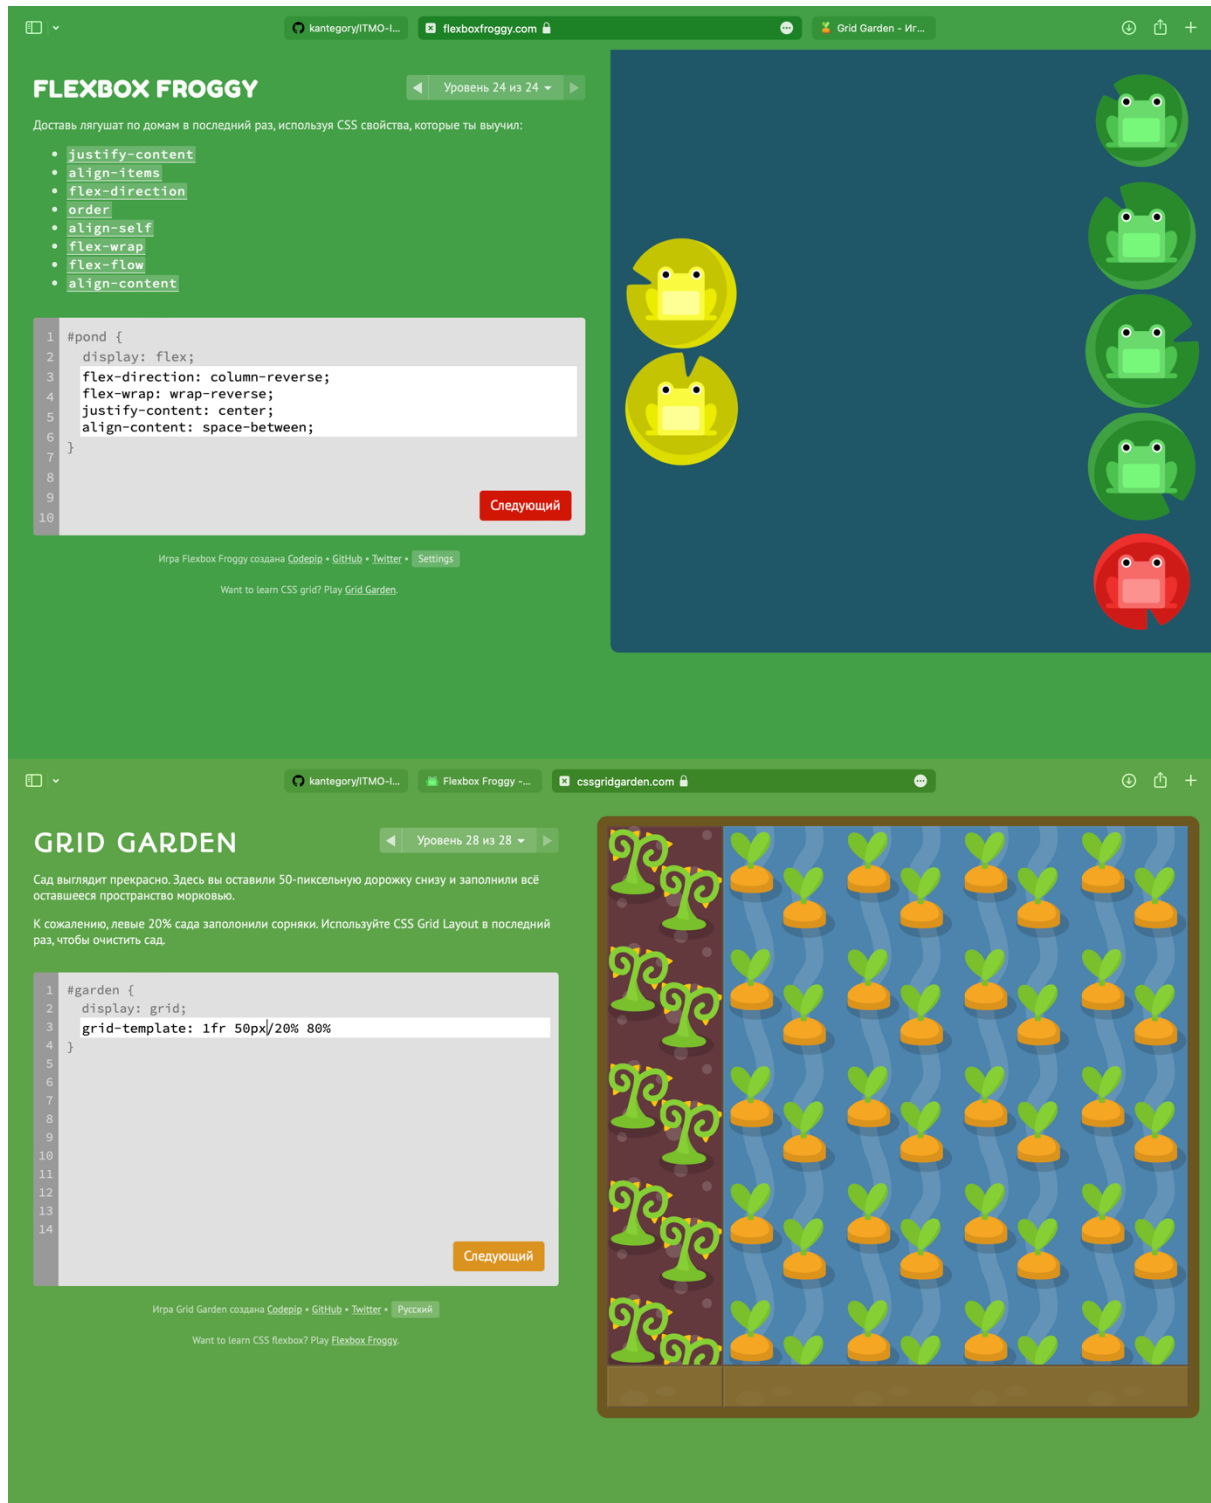 kantegory/ITMO-I...
flexboxfroggy.com
Grid Garden - Иг...
FLEXBOX FROGGY
Уровень 24 из 24
Доставь лягушат по домам в последний раз, используя CSS свойства, которые ты выучил:
justify-content
align-items
flex-direction
order
align-self
flex-wrap
flex-flow
align-content
1 #pond {
2 display: flex;
3 flex-direction: column-reverse;
4 flex-wrap: wrap-reverse;
5 justify-content: center;
6 align-content: space-between;
7 }
8
9
10
Следующий
Игра Flexbox Froggy создана Codepip • GitHub • Twitter • Settings
Want to learn CSS grid? Play Grid Garden.
kantegory/ITMO-I...
Flexbox Froggy -...
cssgridgarden.com
GRID GARDEN
Уровень 28 из 28
Сад выглядит прекрасно. Здесь вы оставили 50-пиксельную дорожку снизу и заполнили всё
оставшееся пространство морковью.
К сожалению, левые 20% сада заполонили сорняки. Используйте CSS Grid Layout в последний
раз, чтобы очистить сад.
1 #garden {
2 display: grid;
3 grid-template: 1fr 50px/20% 80%
4 }
5
6
7
8
9
10
11
12
13
14
Следующий
Игра Grid Garden создана Codepip • GitHub • Twitter • Русский
Want to learn CSS flexbox? Play Flexbox Froggy.